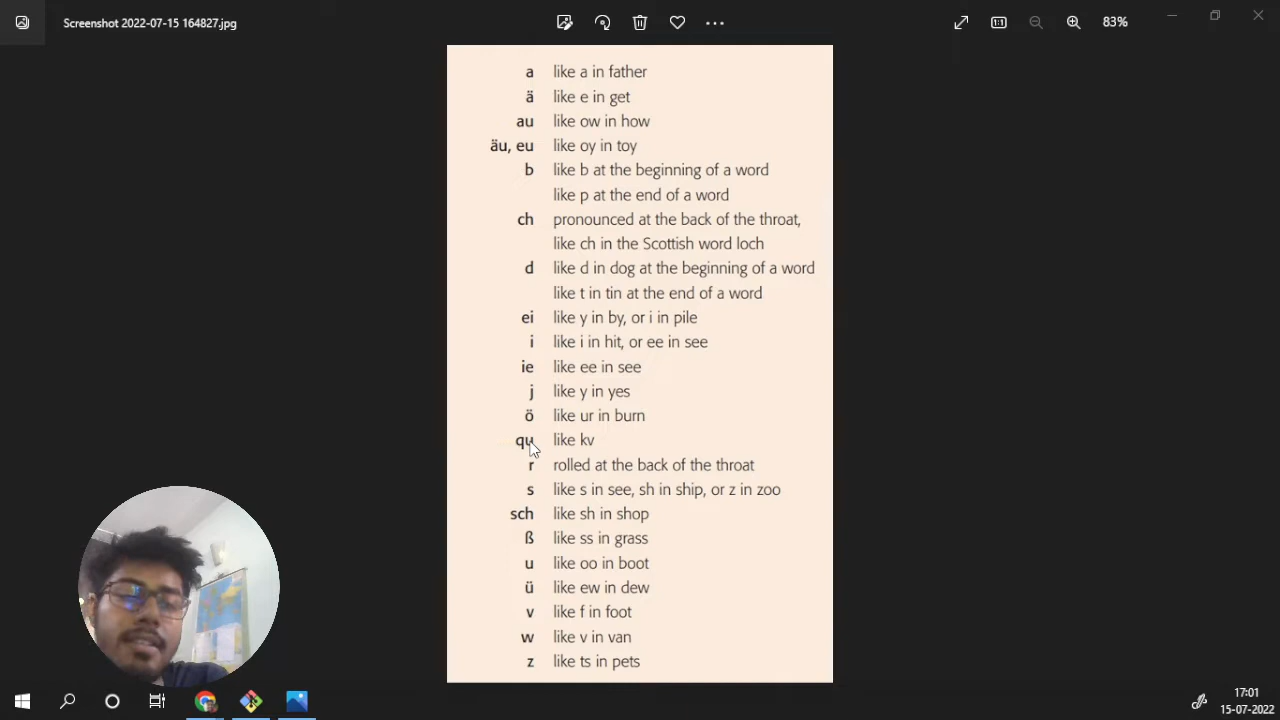 Screenshot 2022-07-15 164827.jpg
83%
a like a in father
ä like e in get
au like ow in how
äu, eu like oy in toy
b like b at the beginning of a word
like p at the end of a word
ch pronounced at the back of the throat,
like ch in the Scottish word loch
d like d in dog at the beginning of a word
like t in tin at the end of a word
ei like y in by, or i in pile
i like i in hit, or ee in see
ie like ee in see
j like y in yes
ö like ur in burn
qu like kv
r rolled at the back of the throat
s like s in see, sh in ship, or z in zoo
sch like sh in shop
ß like ss in grass
u like oo in boot
ü like ew in dew
v like f in foot
w like v in van
z like ts in pets
17:01
15-07-2022